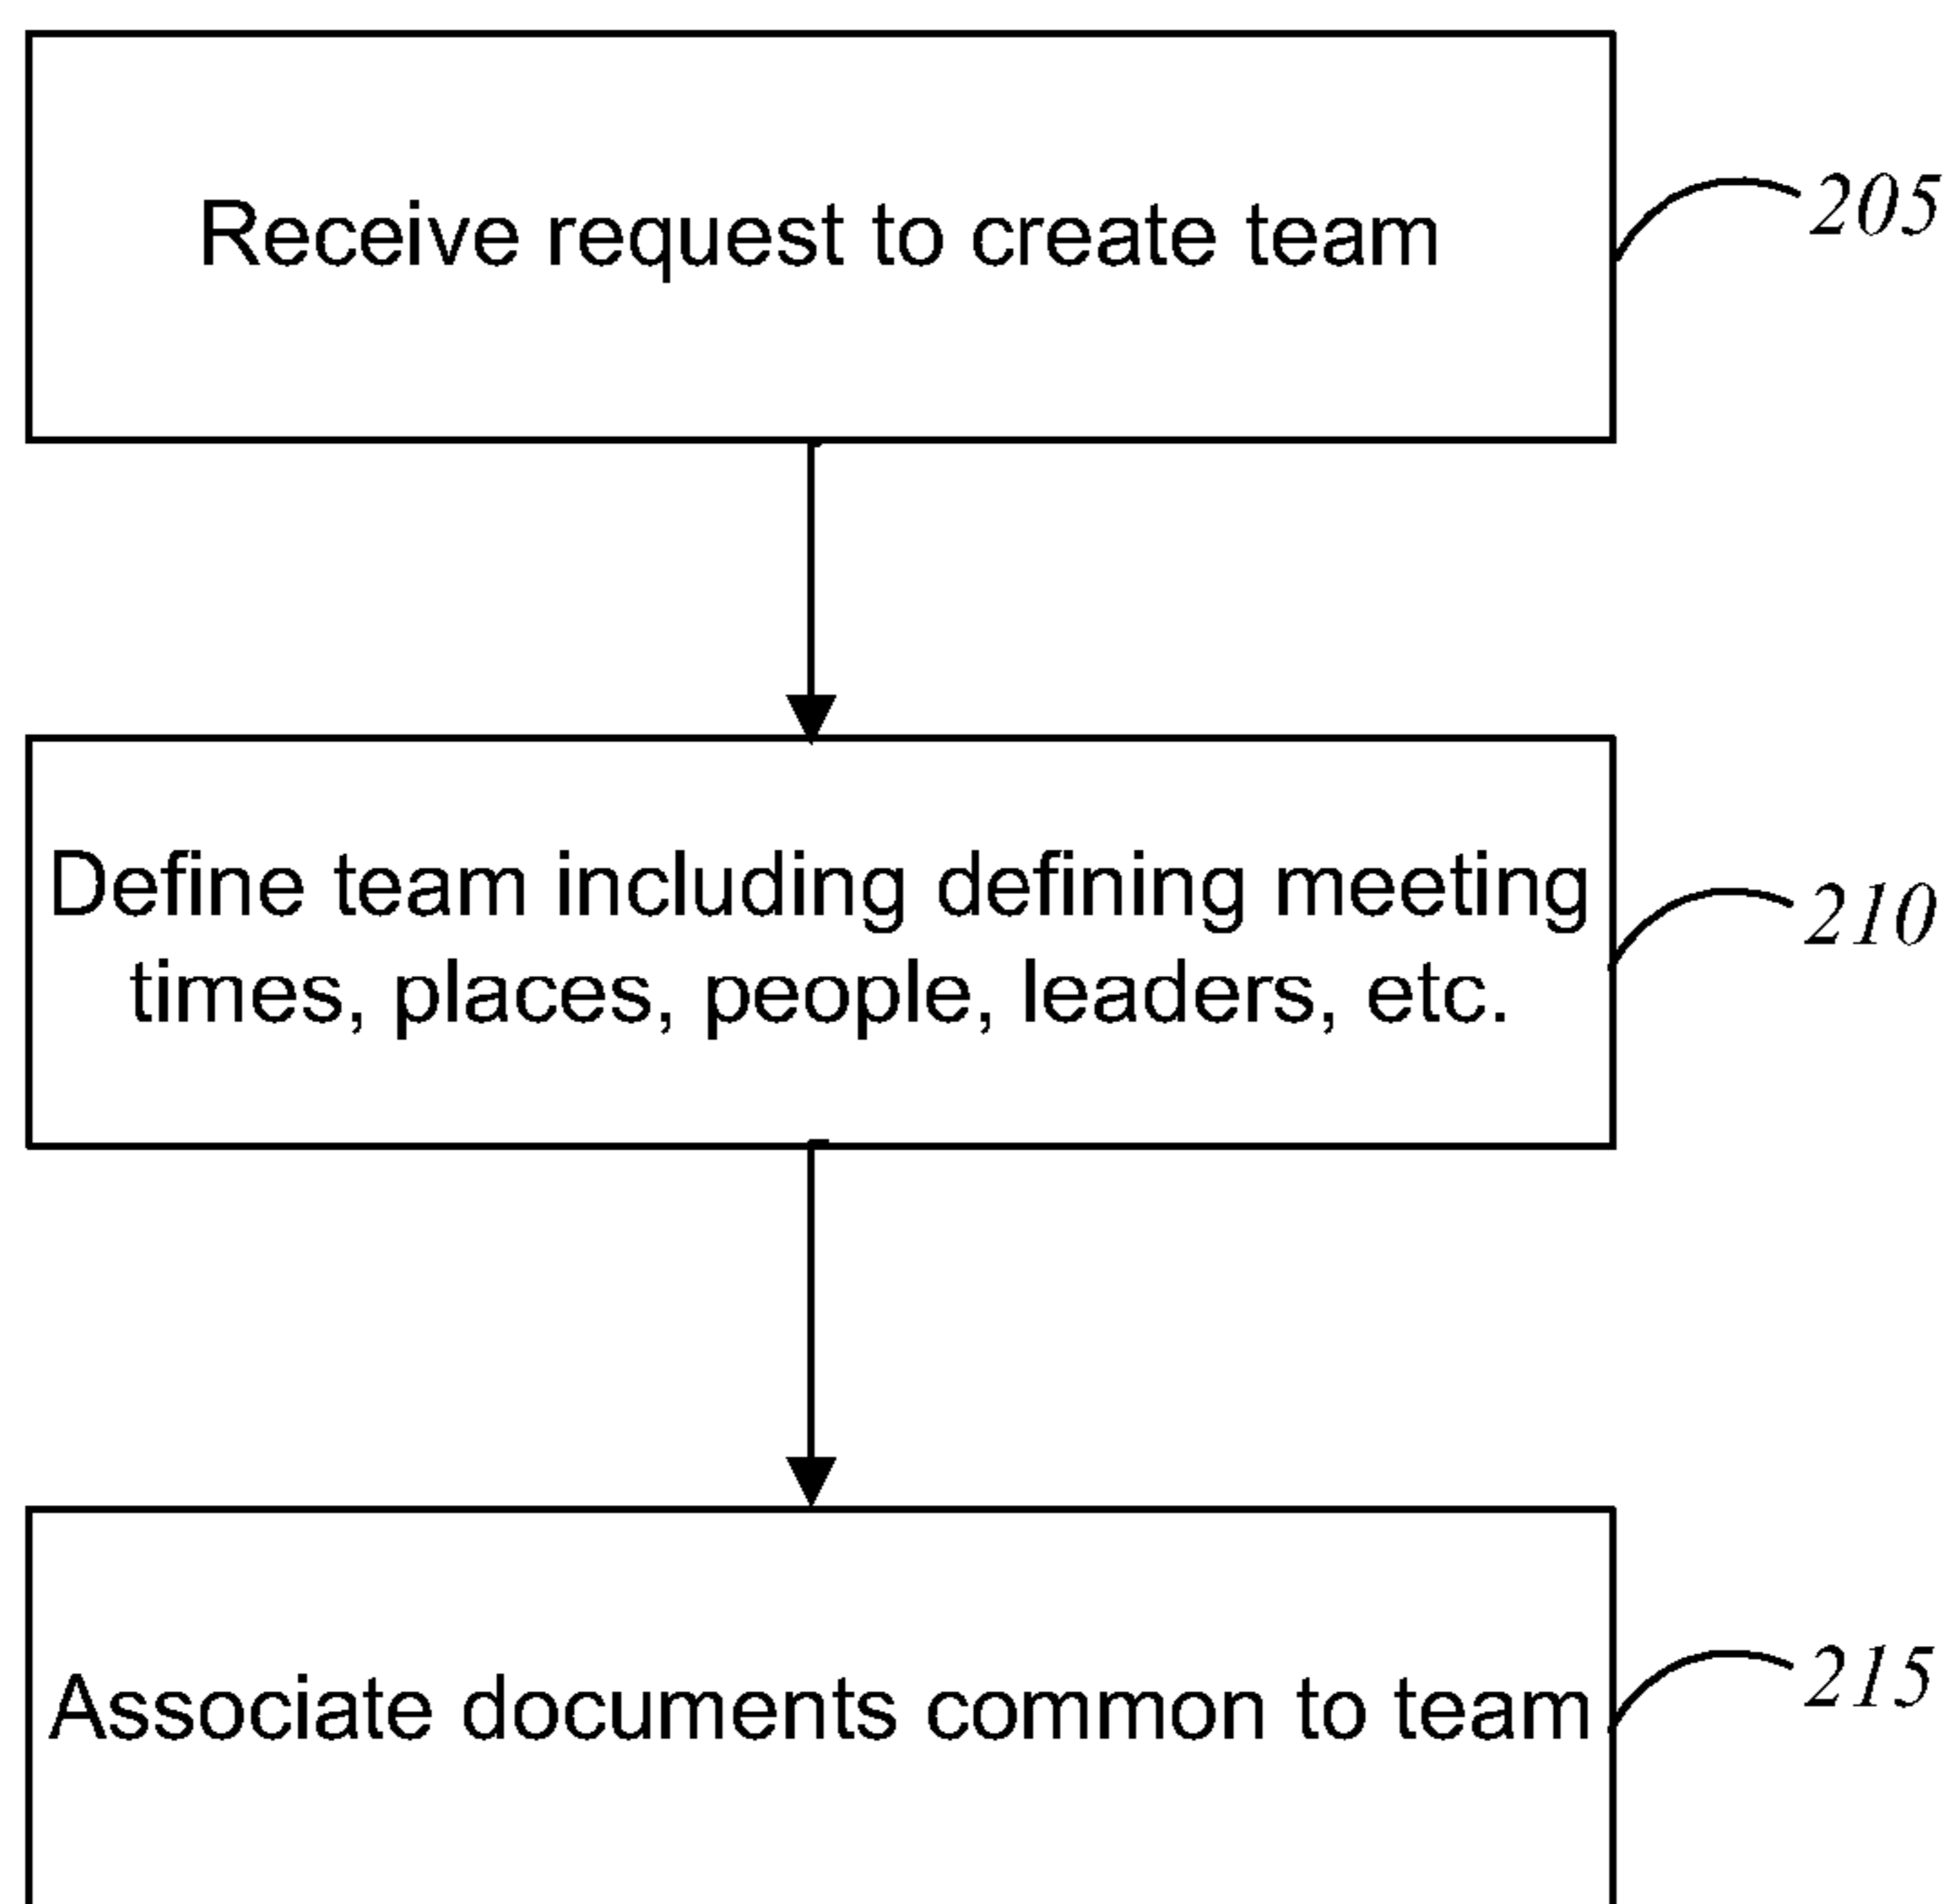 Receive request to create team
205
Define team including defining meeting
times, places, people, leaders, etc.
210
Associate documents common to team
215